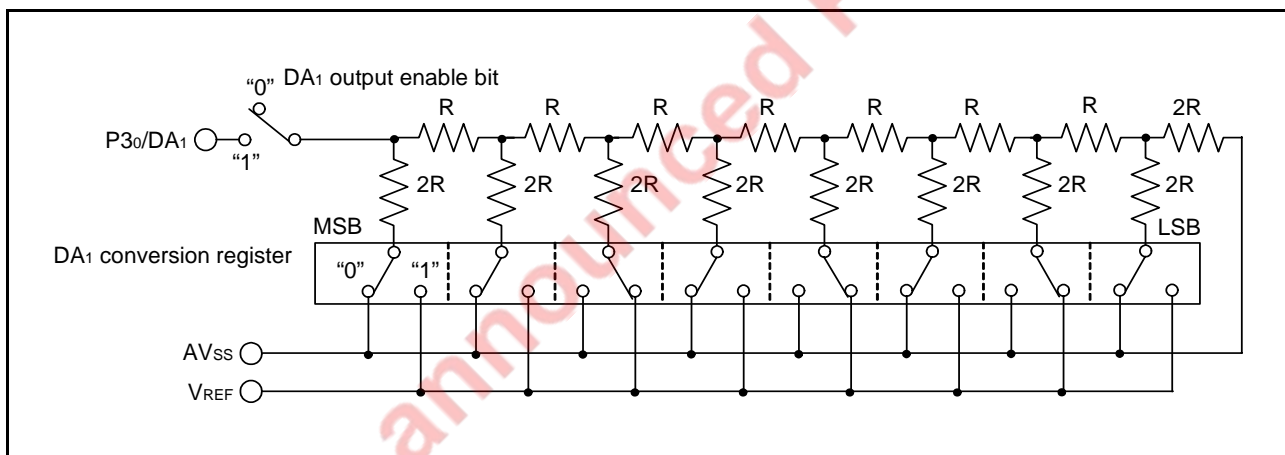 "0" DA1 output enable bit
R R R R R R R 2R
P30/DA1
"1"
2R 2R 2R 2R 2R 2R 2R 2R
MSB LSB
DA1 conversion register
"0" "1"
AVSS
VREF
announced